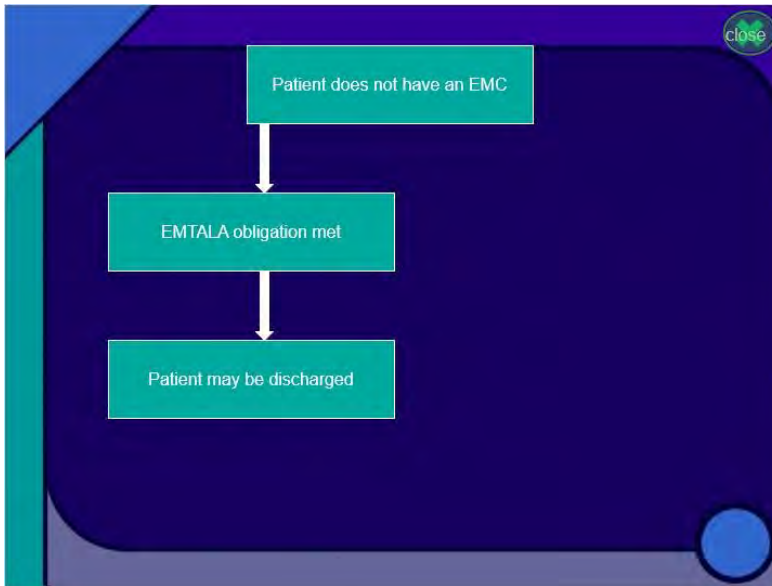 close
Patient does not have an EMC
EMTALA obligation met
Patient may be discharged